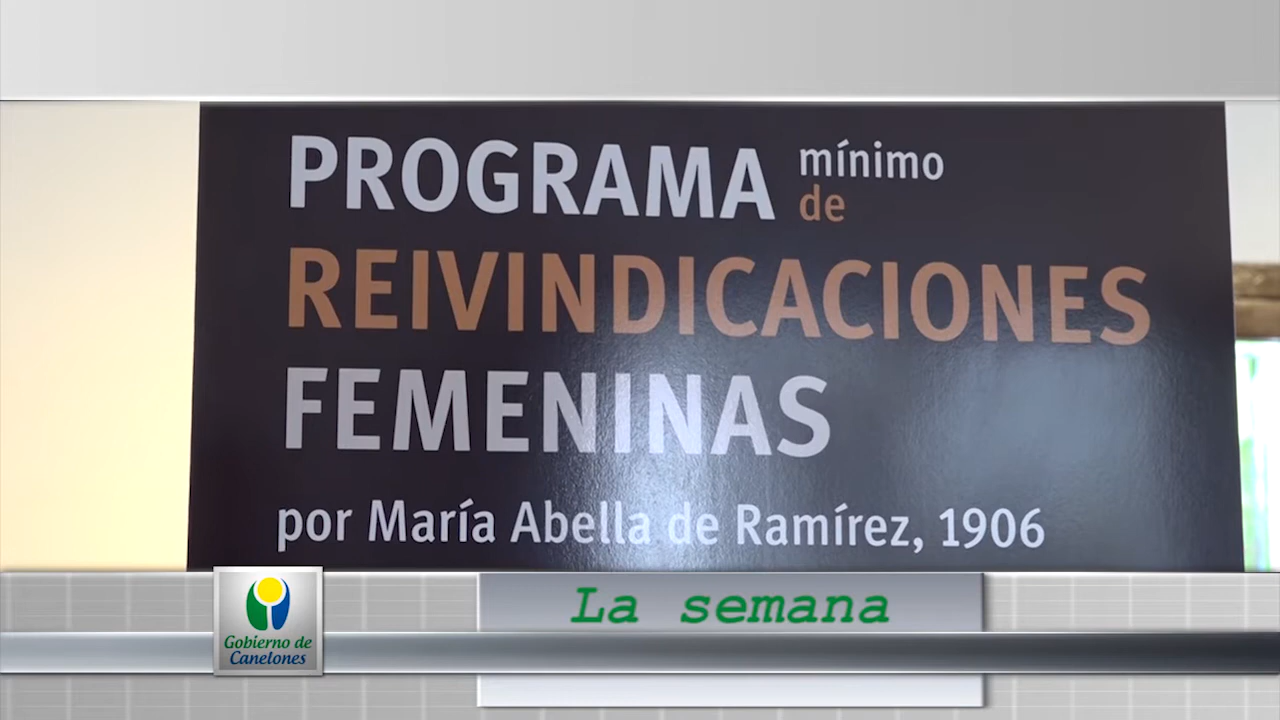 PROGRAMA mínimo
de
REIVINDICACIONES
FEMENINAS
por María Abella de Ramírez, 1906
La semana
Gobierno de
Canelones